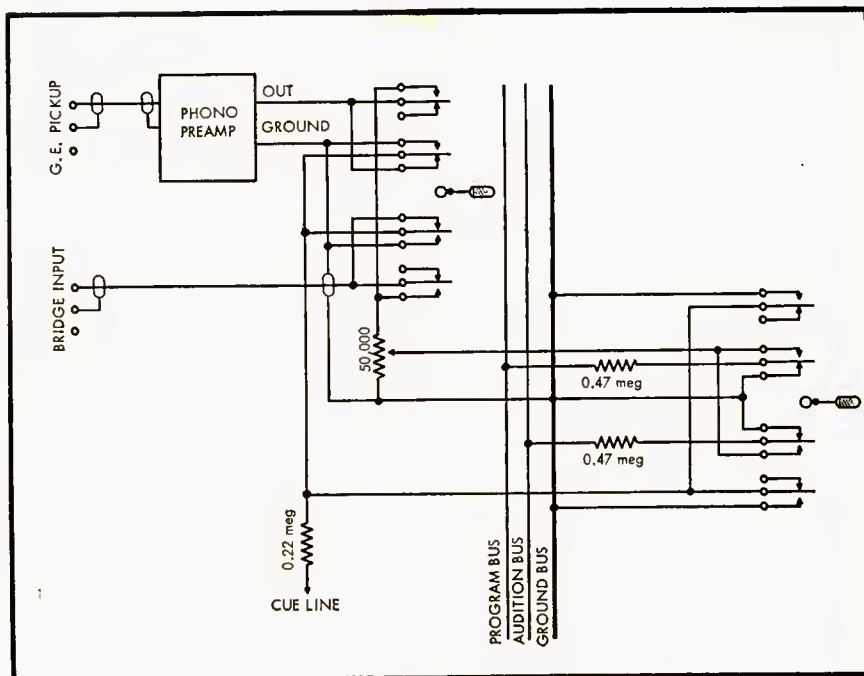 G.E. PICKUP
PHONO
PREAMP
OUT
GROUND
BRIDGE INPUT
50,000
0.47 meg
0.47 meg
0.22 meg
CUE LINE
PROGRAM BUS
AUDITION BUS
GROUND BUS